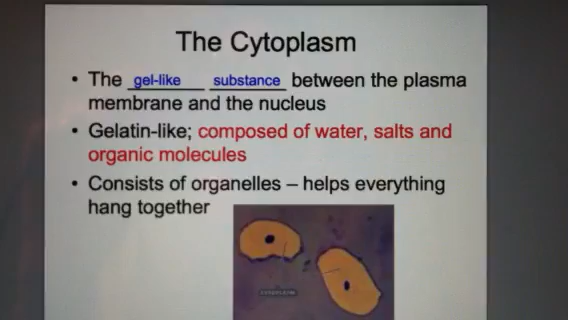 The Cytoplasm
• The gel-like substance between the plasma
membrane and the nucleus
• Gelatin-like; composed of water, salts and
organic molecules
• Consists of organelles – helps everything
hang together